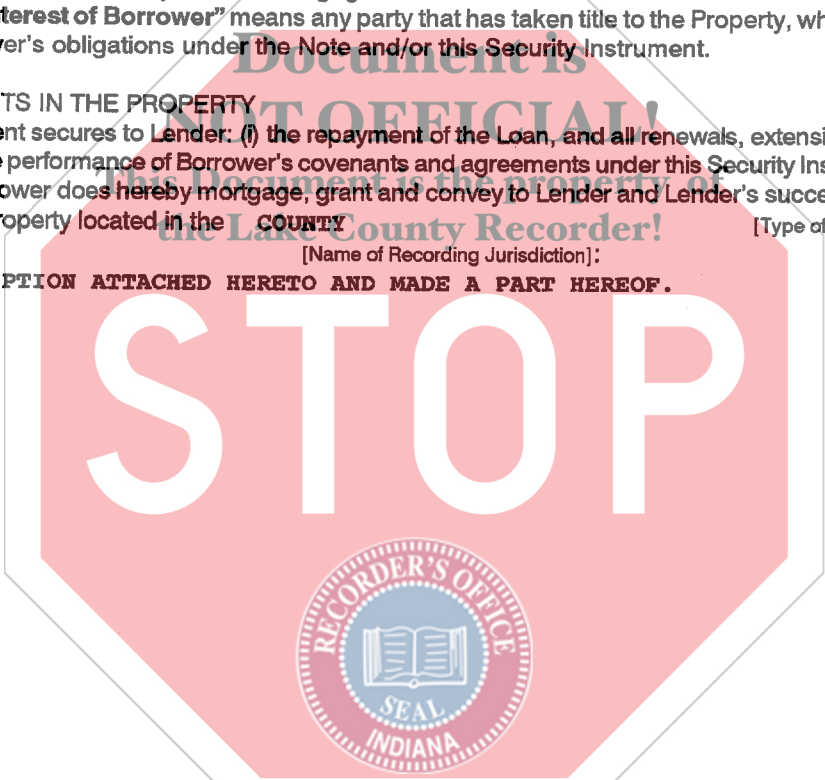 terest of Borrower” means any party that has taken title to the Property, wh
er's obligations under the Note and/or this Security Instrument.
Document is
TS IN THE PROPERTY
NOT OFFICIAL!
ent secures to Lender: (i) the repayment of the Loan, and all renewals, extensi
performance of Borrower's covenants and agreements under this Security Ins
This Document is the property of
ower does hereby mortgage, grant and convey to Lender and Lender's succe
operty located in the COUNTY [Type of
the Lake County Recorder!
[Name of Recording Jurisdiction]:
PTION ATTACHED HERETO AND MADE A PART HEREOF.
STOP
RECORDER'S OFFICE
SEAL
INDIANA